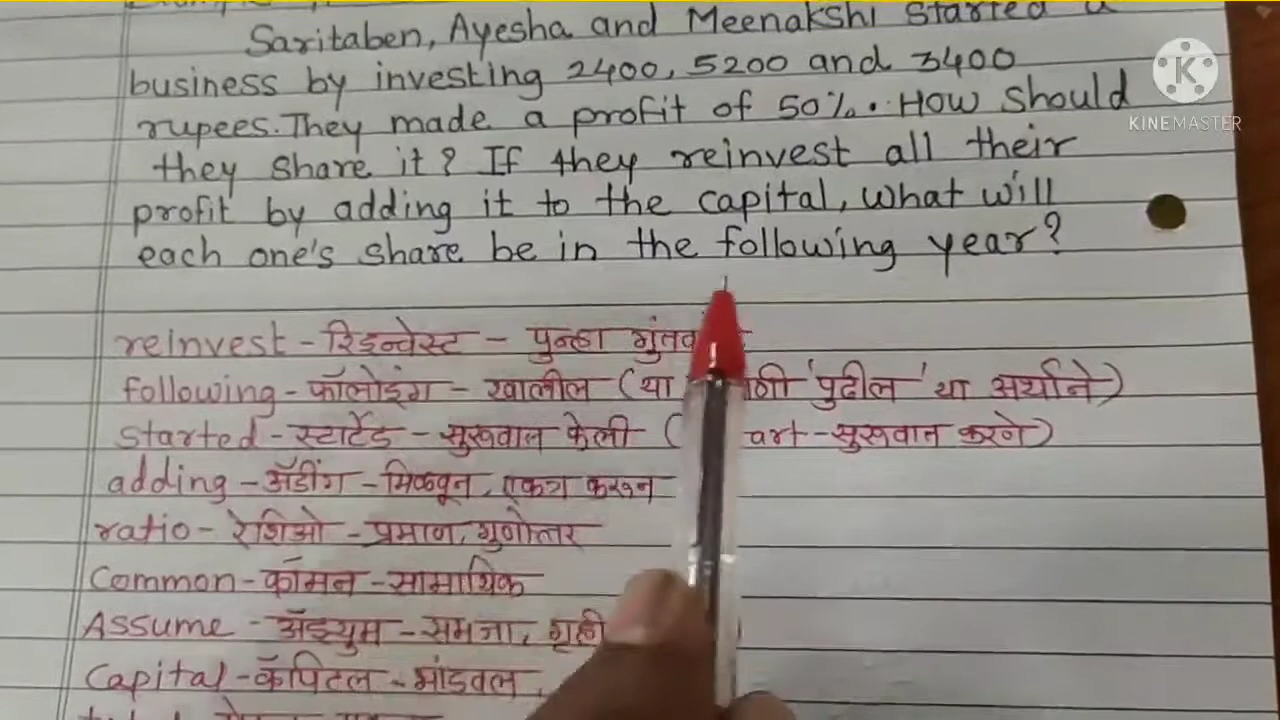 Saritaben, Ayesha and Meenakshi started a
business by investing 2400, 5200 and 3400
rupees. They made a profit of 50%. How should
they share it? If they reinvest all their
profit by adding it to the capital, what will
each one's share be in the following year?
reinvest - रिइन्वेस्ट - पुन्हा
following - फॉलोइंग - खालील (या 'पुढील' या अर्थाने)
started - स्टार्टेड - सुरूवात केली ( art - सुरूवात करणे)
adding - ॲडींग - मिळवून, एकत्र करून
ratio - रेशिओ - प्रमाण, गुणोत्तर
Common - कॉमन - सामायिक
Assume - ॲझ्युम - समजा,
Capital - कॅपिटल - भांडवल,
KINEMASTER